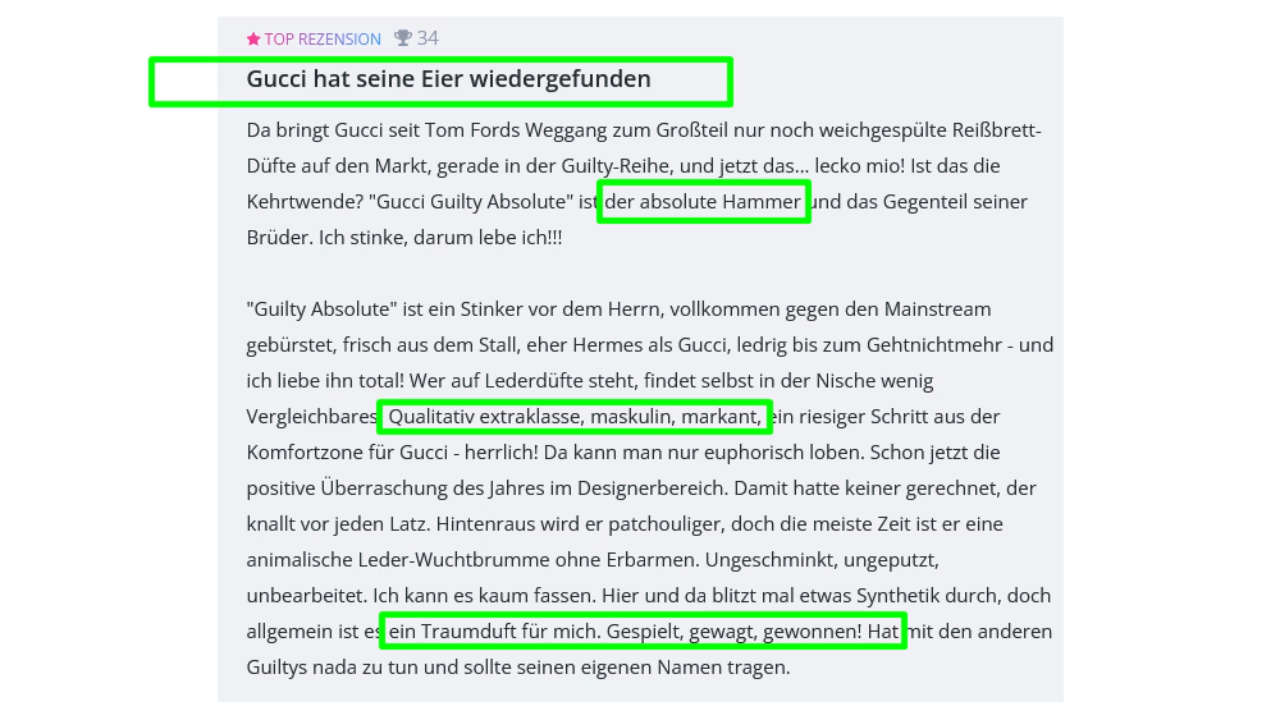 TOP REZENSION 34
Gucci hat seine Eier wiedergefunden
Da bringt Gucci seit Tom Fords Weggang zum Großteil nur noch weichgespülte Reißbrett-
Düfte auf den Markt, gerade in der Guilty-Reihe, und jetzt das... lecko mio! Ist das die
Kehrtwende? "Gucci Guilty Absolute" ist der absolute Hammer und das Gegenteil seiner
Brüder. Ich stinke, darum lebe ich!!!
"Guilty Absolute" ist ein Stinker vor dem Herrn, vollkommen gegen den Mainstream
gebürstet, frisch aus dem Stall, eher Hermes als Gucci, ledrig bis zum Gehtnichtmehr - und
ich liebe ihn total! Wer auf Lederdüfte steht, findet selbst in der Nische wenig
Vergleichbares. Qualitativ extraklasse, maskulin, markant, ein riesiger Schritt aus der
Komfortzone für Gucci - herrlich! Da kann man nur euphorisch loben. Schon jetzt die
positive Überraschung des Jahres im Designerbereich. Damit hatte keiner gerechnet, der
knallt vor jeden Latz. Hintenraus wird er patchouliger, doch die meiste Zeit ist er eine
animalische Leder-Wuchtbrumme ohne Erbarmen. Ungeschminkt, ungeputzt,
unbearbeitet. Ich kann es kaum fassen. Hier und da blitzt mal etwas Synthetik durch, doch
allgemein ist es ein Traumduft für mich. Gespielt, gewagt, gewonnen! Hat mit den anderen
Guiltys nada zu tun und sollte seinen eigenen Namen tragen.